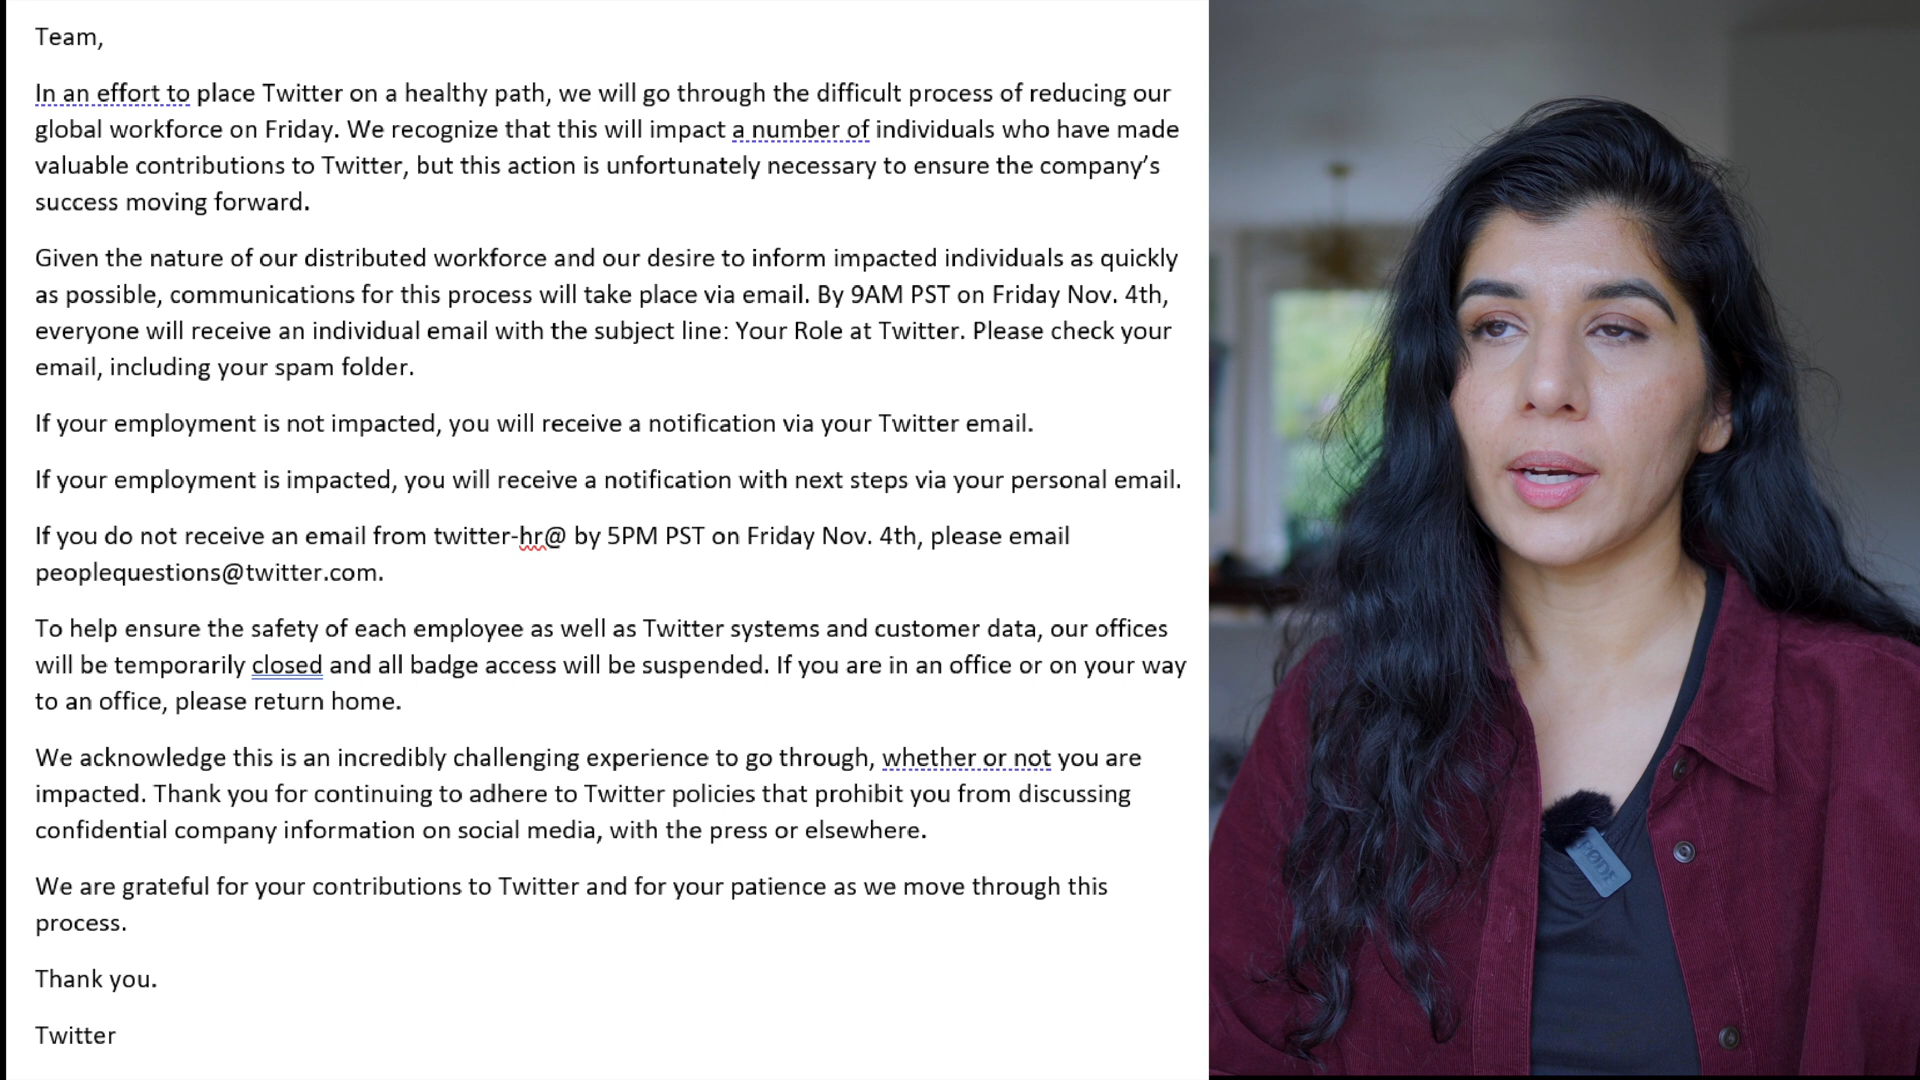 Team,
In an effort to place Twitter on a healthy path, we will go through the difficult process of reducing our
global workforce on Friday. We recognize that this will impact a number of individuals who have made
valuable contributions to Twitter, but this action is unfortunately necessary to ensure the company’s
success moving forward.
Given the nature of our distributed workforce and our desire to inform impacted individuals as quickly
as possible, communications for this process will take place via email. By 9AM PST on Friday Nov. 4th,
everyone will receive an individual email with the subject line: Your Role at Twitter. Please check your
email, including your spam folder.
If your employment is not impacted, you will receive a notification via your Twitter email.
If your employment is impacted, you will receive a notification with next steps via your personal email.
If you do not receive an email from twitter-hr@ by 5PM PST on Friday Nov. 4th, please email
peoplequestions@twitter.com.
To help ensure the safety of each employee as well as Twitter systems and customer data, our offices
will be temporarily closed and all badge access will be suspended. If you are in an office or on your way
to an office, please return home.
We acknowledge this is an incredibly challenging experience to go through, whether or not you are
impacted. Thank you for continuing to adhere to Twitter policies that prohibit you from discussing
confidential company information on social media, with the press or elsewhere.
We are grateful for your contributions to Twitter and for your patience as we move through this
process.
Thank you.
Twitter
RØDE